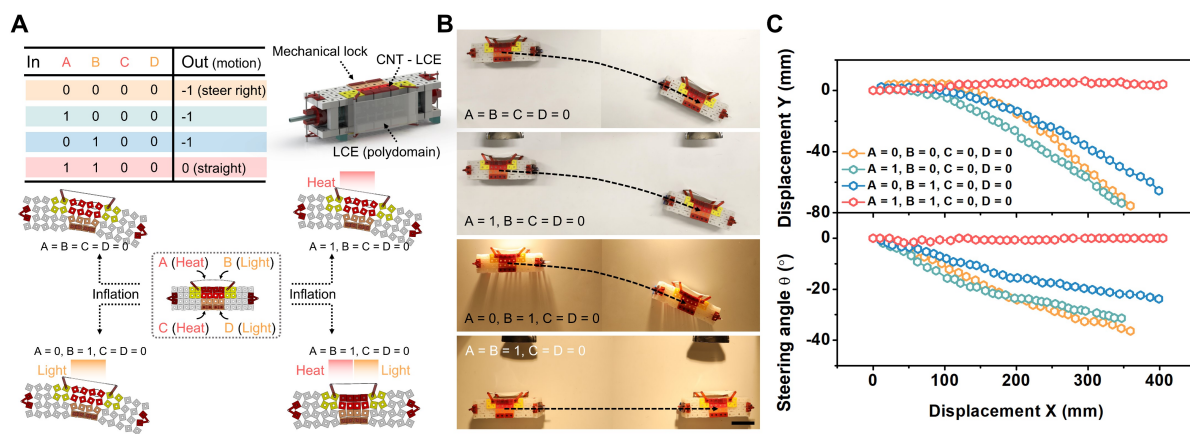 A
In A B C D Out (motion)
0 0 0 0 -1 (steer right)
1 0 0 0 -1
0 1 0 0 -1
1 1 0 0 0 (straight)
Mechanical lock
CNT - LCE
LCE (polydomain)
Heat
A = B = C = D = 0
A = 1, B = C = D = 0
A (Heat) B (Light)
Inflation
Inflation
C (Heat) D (Light)
A = 0, B = 1, C = D = 0
A = B = 1, C = D = 0
Light
Heat
Light
B
A = B = C = D = 0
A = 1, B = C = D = 0
A = 0, B = 1, C = D = 0
A = B = 1, C = D = 0
C
Displacement Y (mm)
0
-40
-80
A = 0, B = 0, C = 0, D = 0
A = 1, B = 0, C = 0, D = 0
A = 0, B = 1, C = 0, D = 0
A = 1, B = 1, C = 0, D = 0
Steering angle θ (°)
0
-20
-40
0 100 200 300 400
Displacement X (mm)